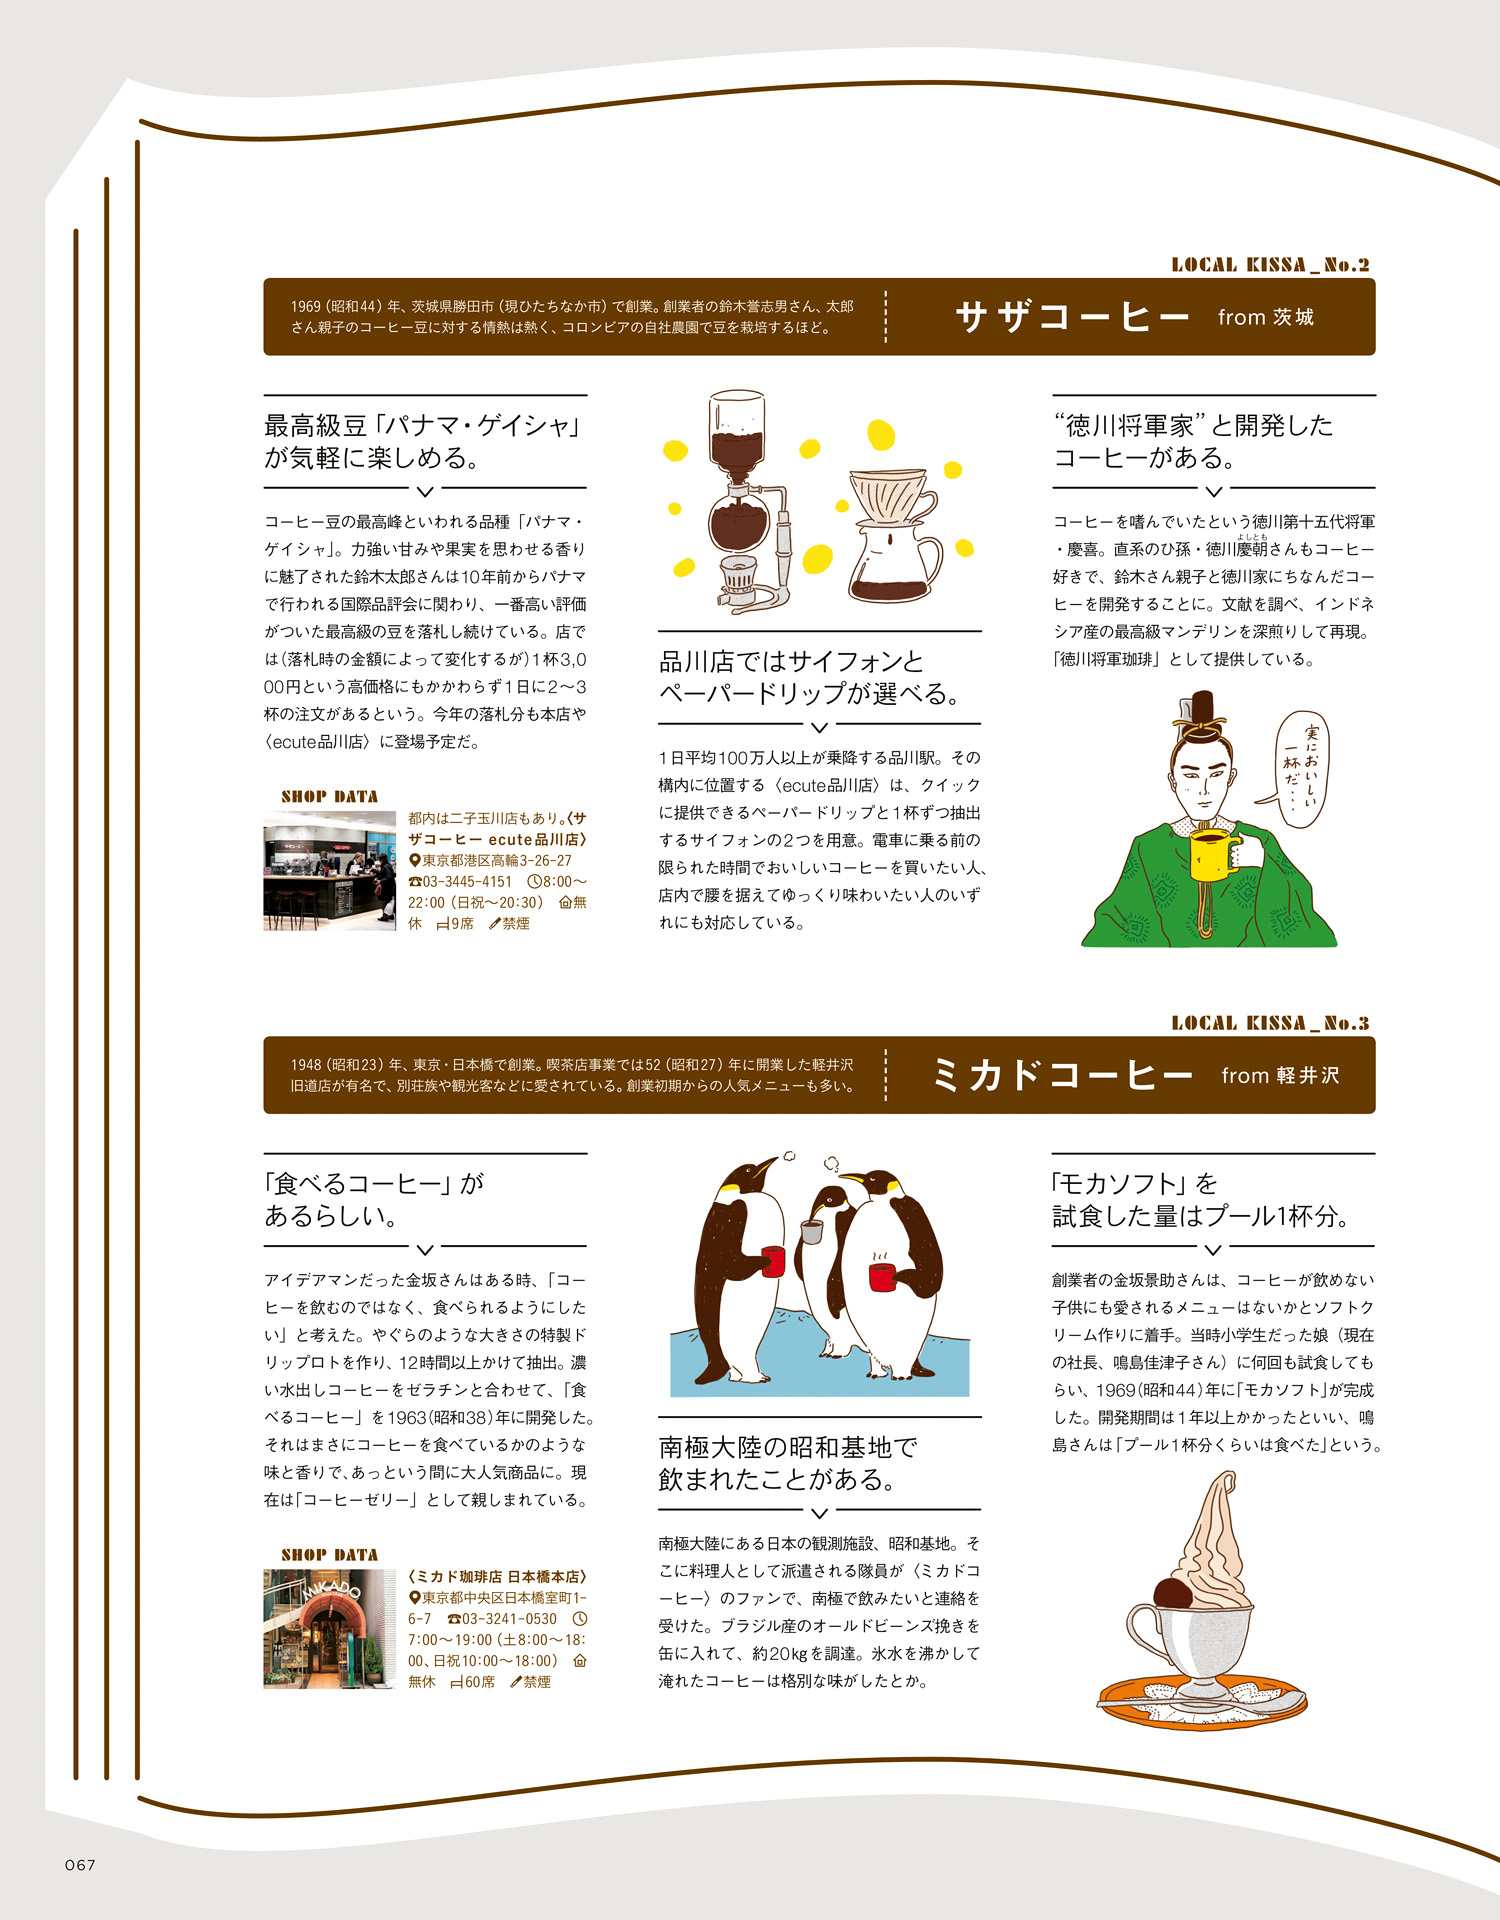 LOCAL KISSA_No.2
1969（昭和44）年、茨城県勝田市（現ひたちなか市）で創業。創業者の鈴木誉志男さん、太郎
さん親子のコーヒー豆に対する情熱は熱く、コロンビアの自社農園で豆を栽培するほど。
サザコーヒー from 茨城
最高級豆「パナマ・ゲイシャ」
が気軽に楽しめる。
コーヒー豆の最高峰といわれる品種「パナマ・
ゲイシャ」。力強い甘みや果実を思わせる香り
に魅了された鈴木太郎さんは10年前からパナマ
で行われる国際品評会に関わり、一番高い評価
がついた最高級の豆を落札し続けている。店で
は（落札時の金額によって変化するが）1杯3,0
00円という高価格にもかかわらず1日に2〜3
杯の注文があるという。今年の落札分も本店や
〈ecute品川店〉に登場予定だ。
SHOP DATA
都内は二子玉川店もあり。〈サ
ザコーヒー ecute品川店〉
東京都港区高輪3-26-27
☎03-3445-4151 8:00〜
22:00（日祝〜20:30） 無
休 9席 禁煙
品川店ではサイフォンと
ペーパードリップが選べる。
1日平均100万人以上が乗降する品川駅。その
構内に位置する〈ecute品川店〉は、クイック
に提供できるペーパードリップと1杯ずつ抽出
するサイフォンの2つを用意。電車に乗る前の
限られた時間でおいしいコーヒーを買いたい人、
店内で腰を据えてゆっくり味わいたい人のいず
れにも対応している。
“徳川将軍家”と開発した
コーヒーがある。
コーヒーを嗜んでいたという徳川第十五代将軍
よしとも
・慶喜。直系のひ孫・徳川慶朝さんもコーヒー
好きで、鈴木さん親子と徳川家にちなんだコー
ヒーを開発することに。文献を調べ、インドネ
シア産の最高級マンデリンを深煎りして再現。
「徳川将軍珈琲」として提供している。
実においしい
一杯だ・・・
LOCAL KISSA_No.3
1948（昭和23）年、東京・日本橋で創業。喫茶店事業では52（昭和27）年に開業した軽井沢
旧道店が有名で、別荘族や観光客などに愛されている。創業初期からの人気メニューも多い。
ミカドコーヒー from 軽井沢
「食べるコーヒー」が
あるらしい。
アイデアマンだった金坂さんはある時、「コー
ヒーを飲むのではなく、食べられるようにした
い」と考えた。やぐらのような大きさの特製ド
リップロトを作り、12時間以上かけて抽出。濃
い水出しコーヒーをゼラチンと合わせて、「食
べるコーヒー」を1963（昭和38）年に開発した。
それはまさにコーヒーを食べているかのような
味と香りで、あっという間に大人気商品に。現
在は「コーヒーゼリー」として親しまれている。
SHOP DATA
MIKADO
〈ミカド珈琲店 日本橋本店〉
東京都中央区日本橋室町1-
6-7 ☎03-3241-0530
7:00〜19:00（土8:00〜18:
00、日祝10:00〜18:00）
無休 60席 禁煙
南極大陸の昭和基地で
飲まれたことがある。
南極大陸にある日本の観測施設、昭和基地。そ
こに料理人として派遣される隊員が〈ミカドコ
ーヒー〉のファンで、南極で飲みたいと連絡を
受けた。ブラジル産のオールドビーンズ挽きを
缶に入れて、約20kgを調達。氷水を沸かして
淹れたコーヒーは格別な味がしたとか。
「モカソフト」を
試食した量はプール1杯分。
創業者の金坂景助さんは、コーヒーが飲めない
子供にも愛されるメニューはないかとソフトク
リーム作りに着手。当時小学生だった娘（現在
の社長、鳴島佳津子さん）に何回も試食しても
らい、1969（昭和44）年に「モカソフト」が完成
した。開発期間は1年以上かかったといい、鳴
島さんは「プール1杯分くらいは食べた」という。
067